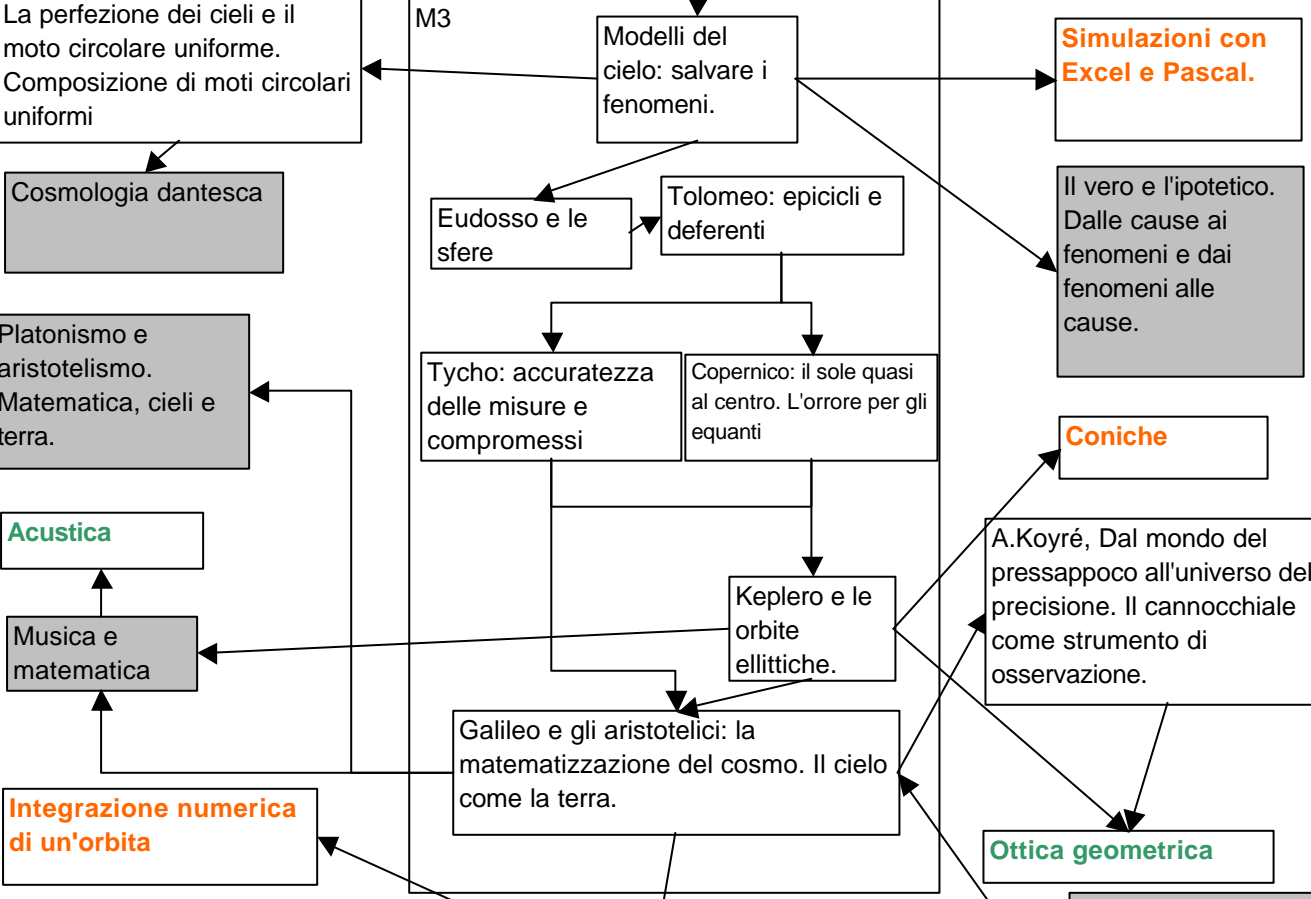 La perfezione dei cieli e il
moto circolare uniforme.
Composizione di moti circolari
uniformi
M3
Modelli del
cielo: salvare i
fenomeni.
Simulazioni con
Excel e Pascal.
Cosmologia dantesca
Eudosso e le
sfere
Tolomeo: epicicli e
deferenti
Il vero e l'ipotetico.
Dalle cause ai
fenomeni e dai
fenomeni alle
cause.
Platonismo e
aristotelismo.
Matematica, cieli e
terra.
Tycho: accuratezza
delle misure e
compromessi
Copernico: il sole quasi
al centro. L'orrore per gli
equanti
Coniche
Acustica
A.Koyré, Dal mondo del
pressappoco all'universo del
precisione. Il cannocchiale
come strumento di
osservazione.
Musica e
matematica
Keplero e le
orbite
ellittiche.
Galileo e gli aristotelici: la
matematizzazione del cosmo. Il cielo
come la terra.
Integrazione numerica
di un'orbita
Ottica geometrica